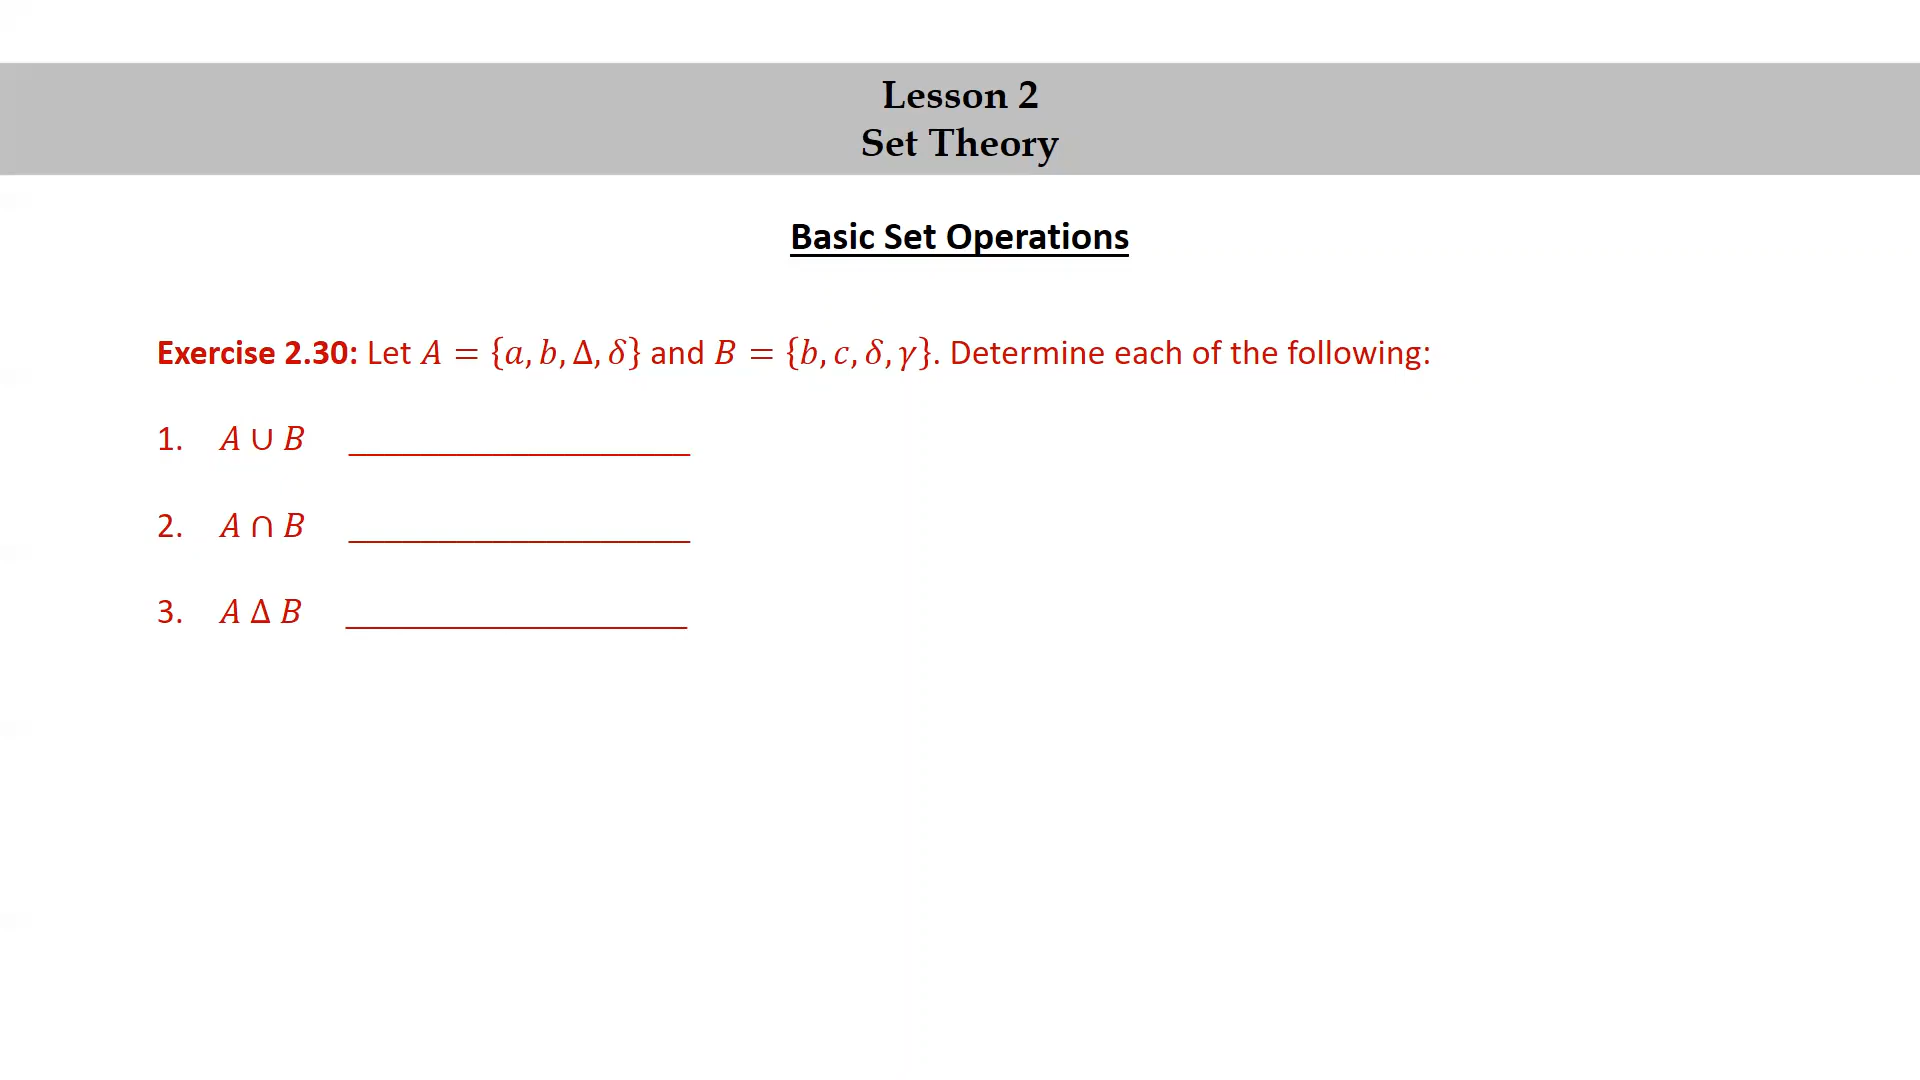 Lesson 2
Set Theory
Basic Set Operations
Exercise 2.30: Let A = {a, b, Δ, δ} and B = {b, c, δ, γ}. Determine each of the following:
1. A ∪ B ____________________
2. A ∩ B ____________________
3. A Δ B ____________________